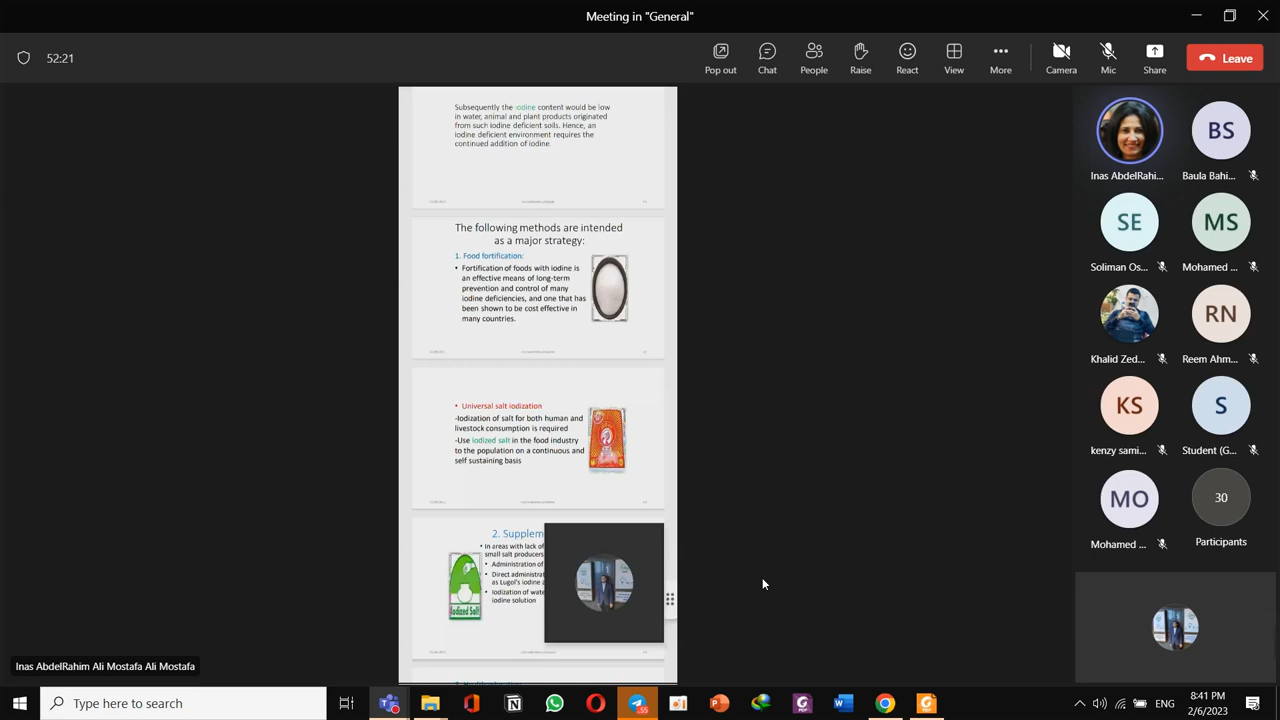 Meeting in "General"
52:21
Pop out
Chat
People
Raise
React
View
More
Camera
Mic
Share
Leave
Subsequently the iodine content would be low
in water, animal and plant products originated
from such iodine deficient soils. Hence, an
iodine deficient environment requires the
continued addition of iodine.
The following methods are intended
as a major strategy:
1. Food fortification:
• Fortification of foods with iodine is
an effective means of long-term
prevention and control of many
iodine deficiencies, and one that has
been shown to be cost effective in
many countries.
• Universal salt iodization
-Iodization of salt for both human and
livestock consumption is required
-Use iodized salt in the food industry
to the population on a continuous and
self sustaining basis
2. Supplem
• In areas with lack of
small salt producers
• Administration of
• Direct administrat
as Lugol's iodine
• Iodization of wate
iodine solution
Iodized Salt
Inas AbdelRahi...
BS
Baula Bahi...
SE
Soliman Os...
MS
Mohamed ...
Khalid Zed...
RN
Reem Ahm...
KS
kenzy sami...
S
Student (G...
MO
Mohamed ...
30
Participants
Inas AbdelRahim Ali Mostafa Ali Mostafa
Type here to search
55
8:41 PM
2/6/2023